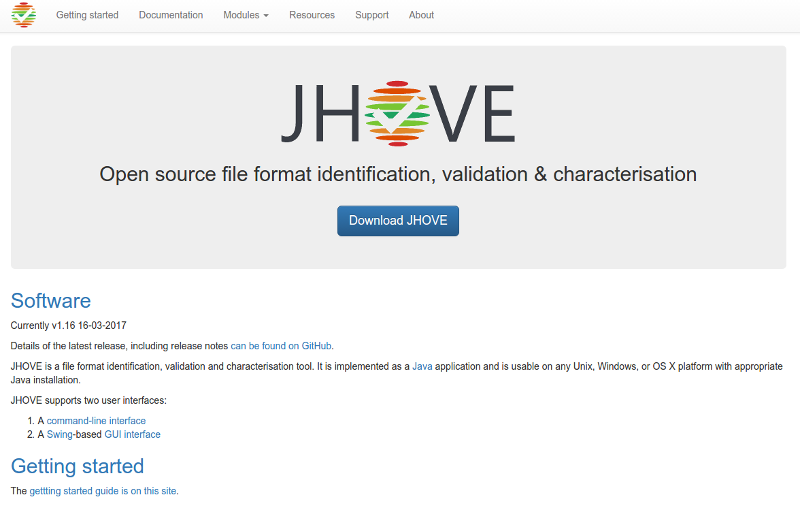 Getting started Documentation Modules Resources Support About
JHOVE
Open source file format identification, validation & characterisation
Download JHOVE
Software
Currently v1.16 16-03-2017
Details of the latest release, including release notes can be found on GitHub.
JHOVE is a file format identification, validation and characterisation tool. It is implemented as a Java application and is usable on any Unix, Windows, or OS X platform with appropriate
Java installation.
JHOVE supports two user interfaces:
1. A command-line interface
2. A Swing-based GUI interface
Getting started
The gettting started guide is on this site.